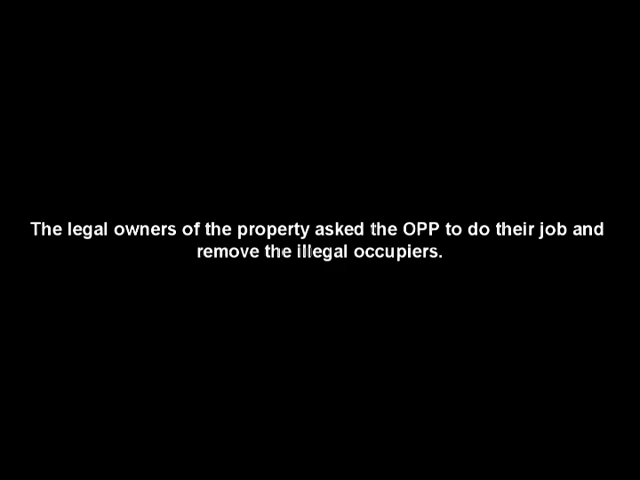 The legal owners of the property asked the OPP to do their job and
remove the illegal occupiers.